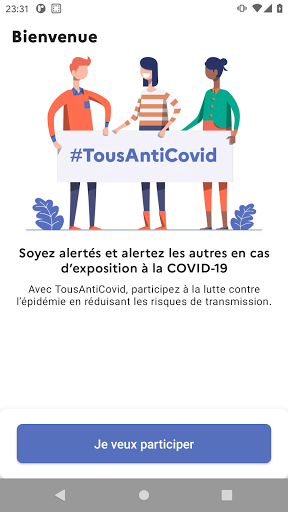 23:31
Bienvenue
#TousAntiCovid
Soyez alertés et alertez les autres en cas
d'exposition à la COVID-19
Avec TousAntiCovid, participez à la lutte contre
l'épidémie en réduisant les risques de transmission.
Je veux participer